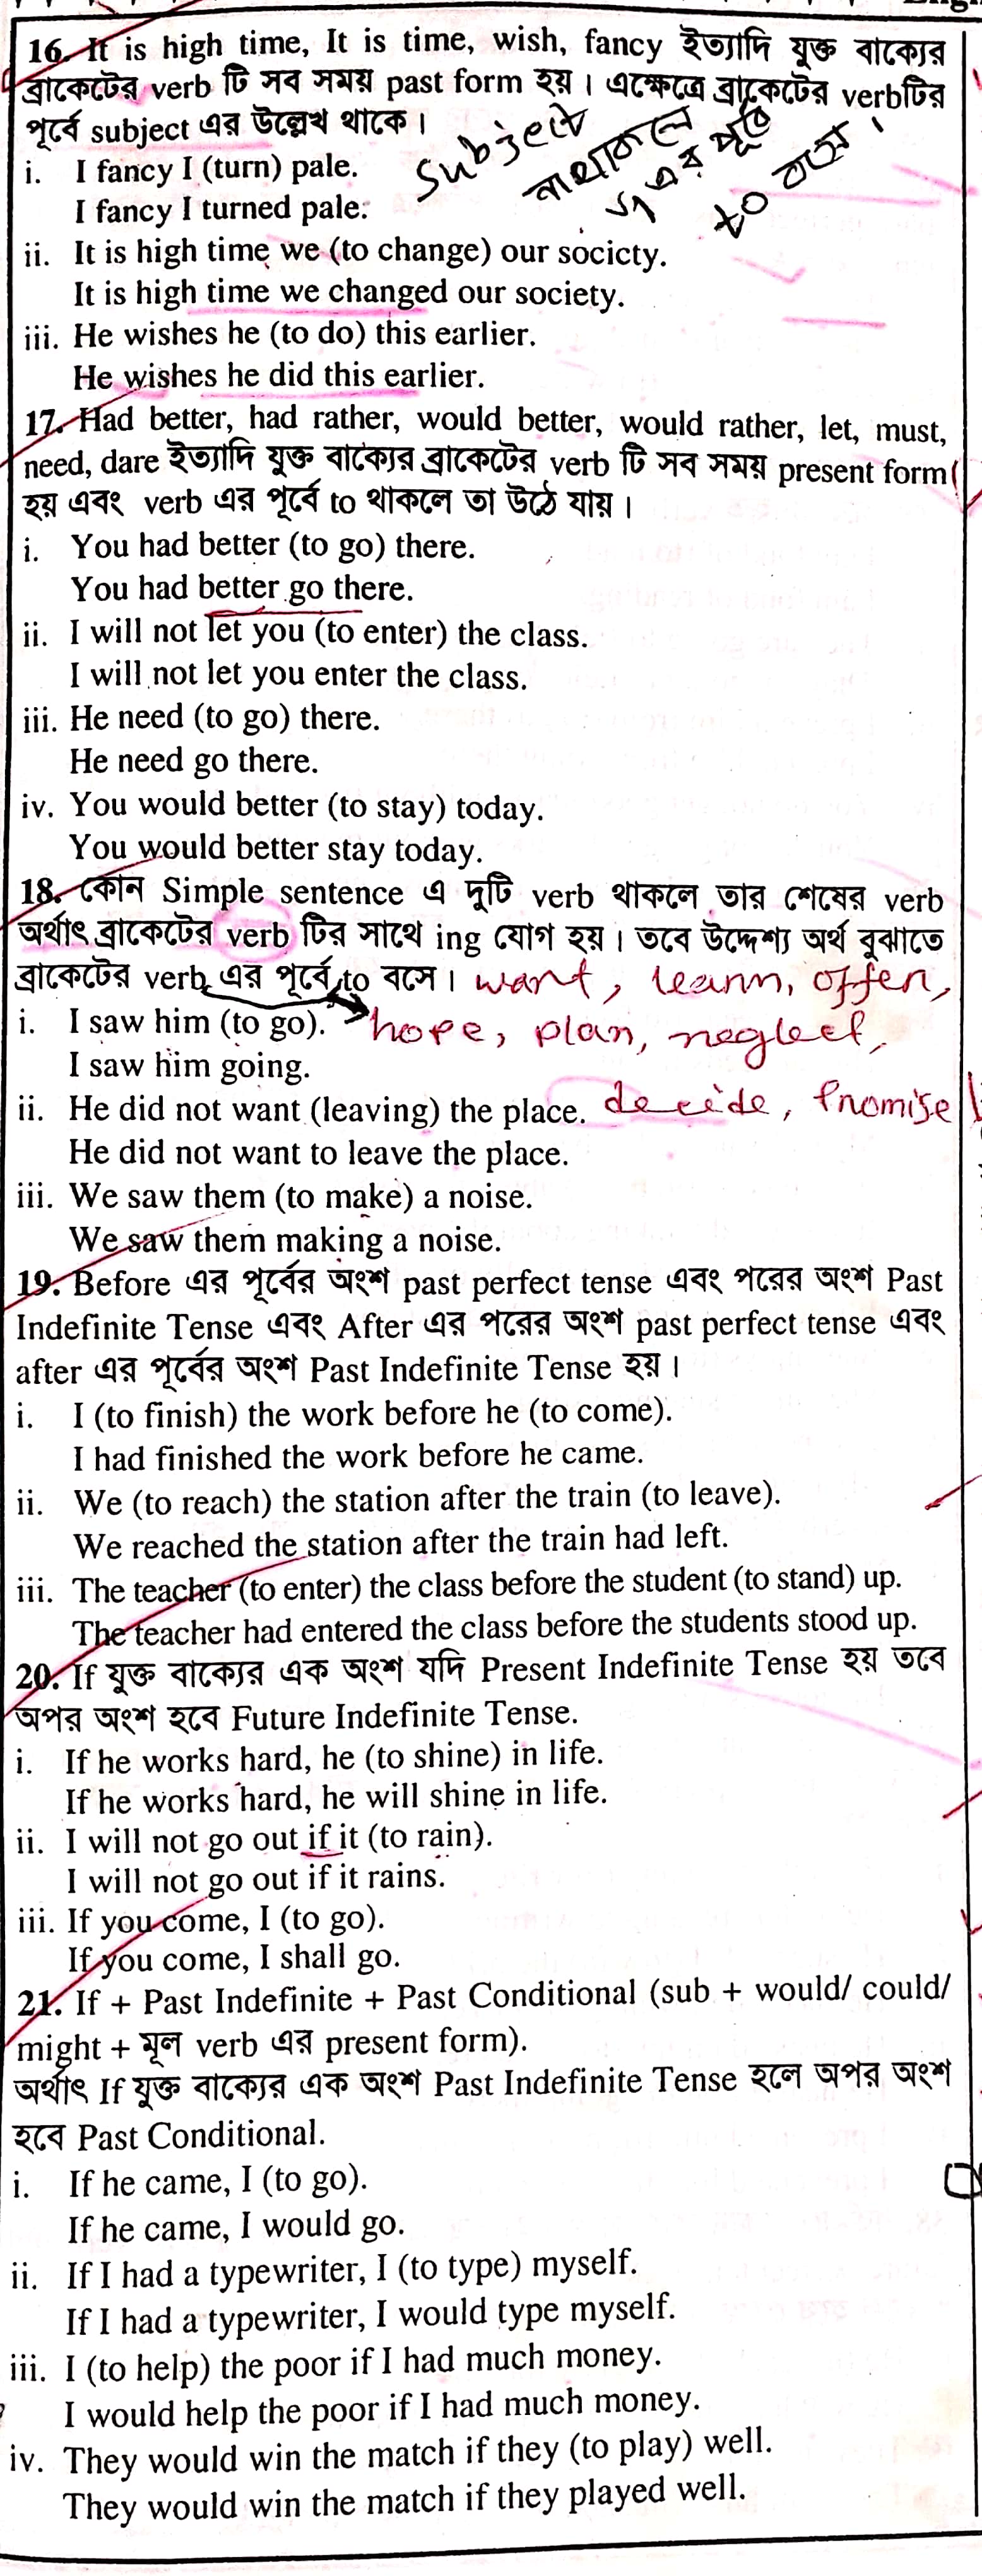 16. It is high time, It is time, wish, fancy ইত্যাদি যুক্ত বাক্যের
ব্রাকেটের verb টি সব সময় past form হয়। এক্ষেত্রে ব্রাকেটের verbটির
পূর্বে subject এর উল্লেখ থাকে।
Subject
না থাকলে
এর পূর্বে
to বসে।
i. I fancy I (turn) pale.
I fancy I turned pale.
ii. It is high time we (to change) our socicty.
It is high time we changed our society.
iii. He wishes he (to do) this earlier.
He wishes he did this earlier.
17. Had better, had rather, would better, would rather, let, must,
need, dare ইত্যাদি যুক্ত বাক্যের ব্রাকেটের verb টি সব সময় present form
হয় এবং verb এর পূর্বে to থাকলে তা উঠে যায়।
i. You had better (to go) there.
You had better go there.
ii. I will not let you (to enter) the class.
I will not let you enter the class.
iii. He need (to go) there.
He need go there.
iv. You would better (to stay) today.
You would better stay today.
18. কোন Simple sentence এ দুটি verb থাকলে তার শেষের verb
অর্থাৎ ব্রাকেটের verb টির সাথে ing যোগ হয়। তবে উদ্দেশ্য অর্থ বুঝাতে
ব্রাকেটের verb এর পূর্বে to বসে। want, learn, offer,
i. I saw him (to go). hope, plan, neglect,
I saw him going.
ii. He did not want (leaving) the place. decide, Promise
He did not want to leave the place.
iii. We saw them (to make) a noise.
We saw them making a noise.
19. Before এর পূর্বের অংশ past perfect tense এবং পরের অংশ Past
Indefinite Tense এবং After এর পরের অংশ past perfect tense এবং
after এর পূর্বের অংশ Past Indefinite Tense হয়।
i. I (to finish) the work before he (to come).
I had finished the work before he came.
ii. We (to reach) the station after the train (to leave).
We reached the station after the train had left.
iii. The teacher (to enter) the class before the student (to stand) up.
The teacher had entered the class before the students stood up.
20. If যুক্ত বাক্যের এক অংশ যদি Present Indefinite Tense হয় তবে
অপর অংশ হবে Future Indefinite Tense.
i. If he works hard, he (to shine) in life.
If he works hard, he will shine in life.
ii. I will not go out if it (to rain).
I will not go out if it rains.
iii. If you come, I (to go).
If you come, I shall go.
21. If + Past Indefinite + Past Conditional (sub + would/ could/
might + মূল verb এর present form).
অর্থাৎ If যুক্ত বাক্যের এক অংশ Past Indefinite Tense হলে অপর অংশ
হবে Past Conditional.
i. If he came, I (to go).
If he came, I would go.
ii. If I had a typewriter, I (to type) myself.
If I had a typewriter, I would type myself.
iii. I (to help) the poor if I had much money.
I would help the poor if I had much money.
iv. They would win the match if they (to play) well.
They would win the match if they played well.